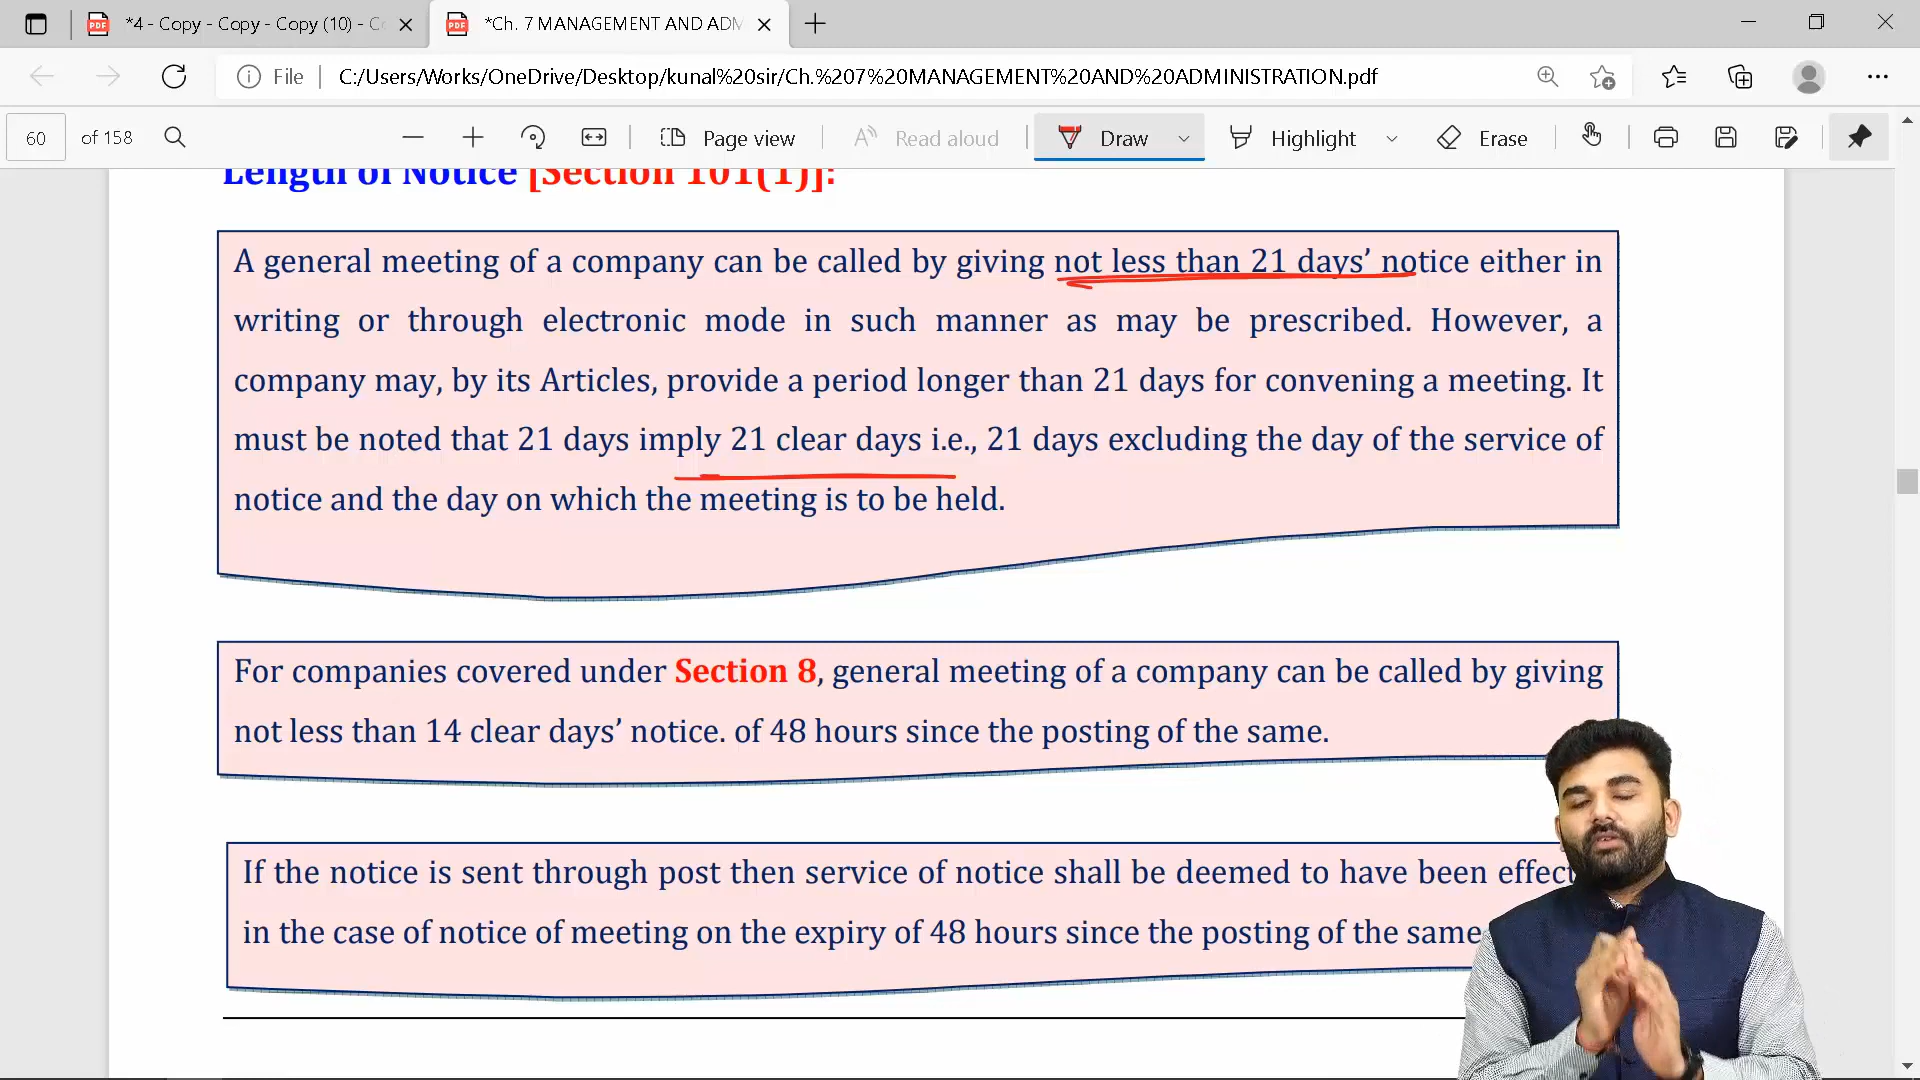 *4 - Copy - Copy - Copy (10) - C
*Ch. 7 MANAGEMENT AND ADM
File
C:/Users/Works/OneDrive/Desktop/kunal%20sir/Ch.%207%20MANAGEMENT%20AND%20ADMINISTRATION.pdf
60 of 158
Page view
Read aloud
Draw
Highlight
Erase
Length of Notice [Section 101(1)]:
A general meeting of a company can be called by giving not less than 21 days’ notice either in
writing or through electronic mode in such manner as may be prescribed. However, a
company may, by its Articles, provide a period longer than 21 days for convening a meeting. It
must be noted that 21 days imply 21 clear days i.e., 21 days excluding the day of the service of
notice and the day on which the meeting is to be held.
For companies covered under Section 8, general meeting of a company can be called by giving
not less than 14 clear days’ notice. of 48 hours since the posting of the same.
If the notice is sent through post then service of notice shall be deemed to have been effec
in the case of notice of meeting on the expiry of 48 hours since the posting of the same